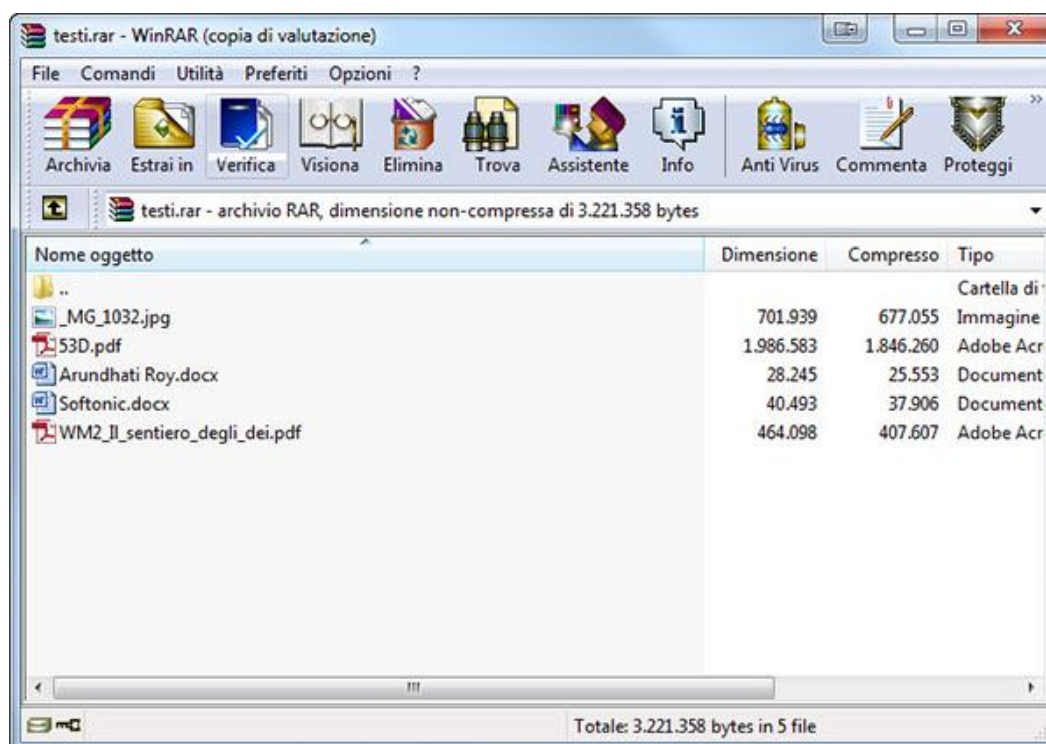 testi.rar - WinRAR (copia di valutazione)
File Comandi Utilità Preferiti Opzioni ?
Archivia Estrai in Verifica Visiona Elimina Trova Assistente Info Anti Virus Commenta Proteggi
testi.rar - archivio RAR, dimensione non-compressa di 3.221.358 bytes
Nome oggetto Dimensione Compresso Tipo
.. Cartella di
_MG_1032.jpg 701.939 677.055 Immagine
53D.pdf 1.986.583 1.846.260 Adobe Acr
Arundhati Roy.docx 28.245 25.553 Document
Softonic.docx 40.493 37.906 Document
WM2_Il_sentiero_degli_dei.pdf 464.098 407.607 Adobe Acr
Totale: 3.221.358 bytes in 5 file